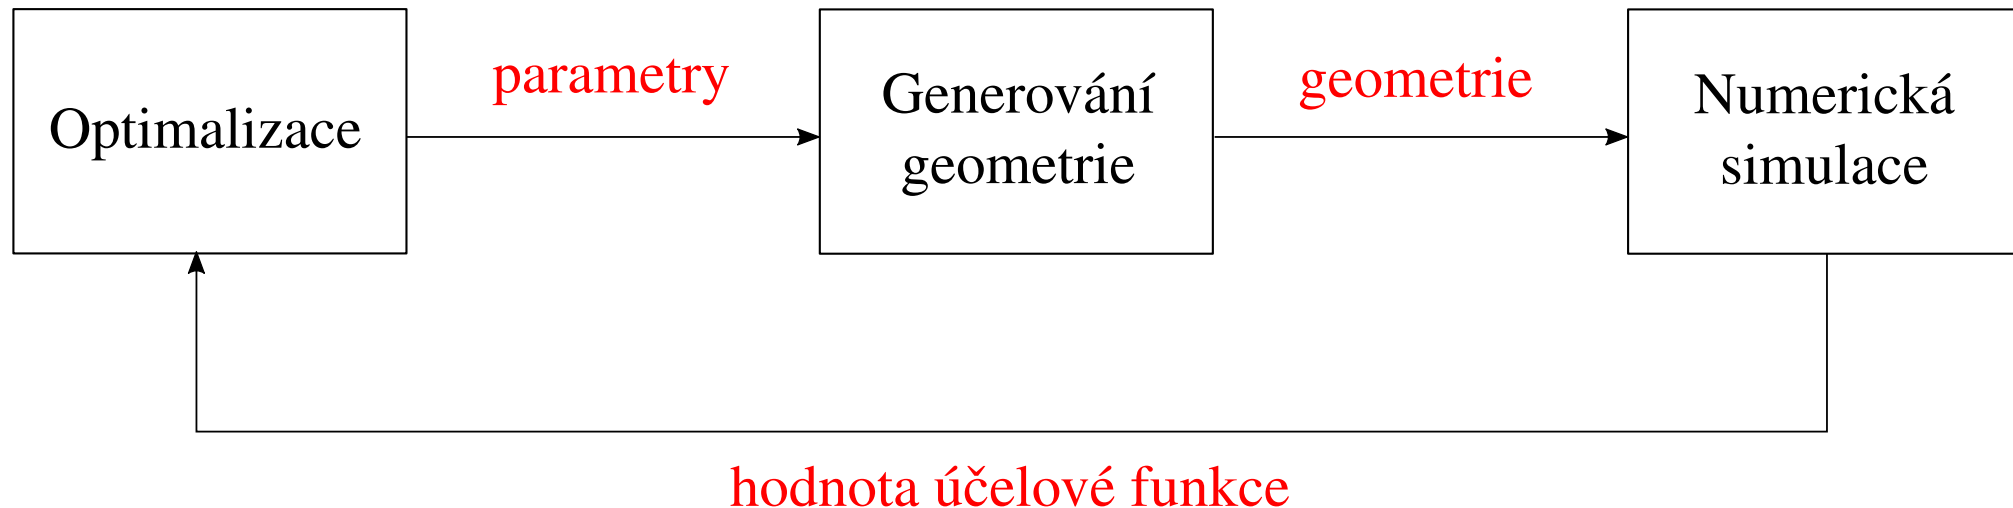 Optimalizace
parametry
Generování
geometrie
geometrie
Numerická
simulace
hodnota účelové funkce